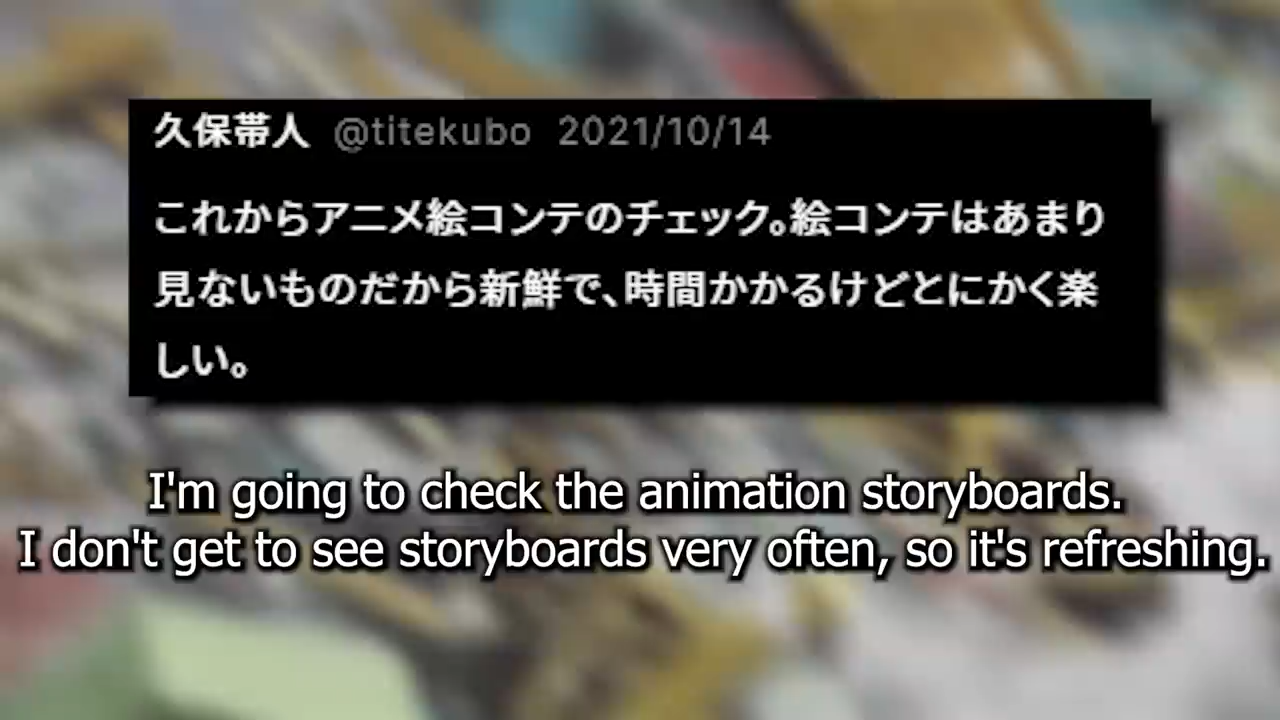 久保帯人 @titekubo 2021/10/14
これからアニメ絵コンテのチェック。絵コンテはあまり
見ないものだから新鮮で、時間かかるけどとにかく楽
しい。
I'm going to check the animation storyboards.
I don't get to see storyboards very often, so it's refreshing.